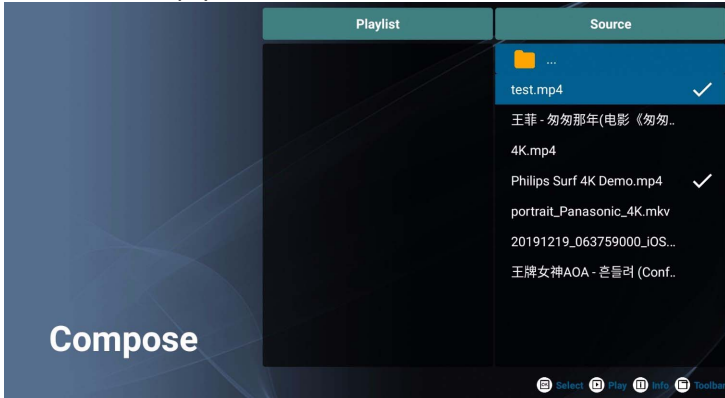 Playlist
Source
...
test.mp4
王菲 - 匆匆那年(电影《匆匆..
4K.mp4
Philips Surf 4K Demo.mp4
portrait_Panasonic_4K.mkv
20191219_063759000_iOS...
王牌女神AOA - 흔들려 (Conf..
Compose
Select Play Info Toolbar